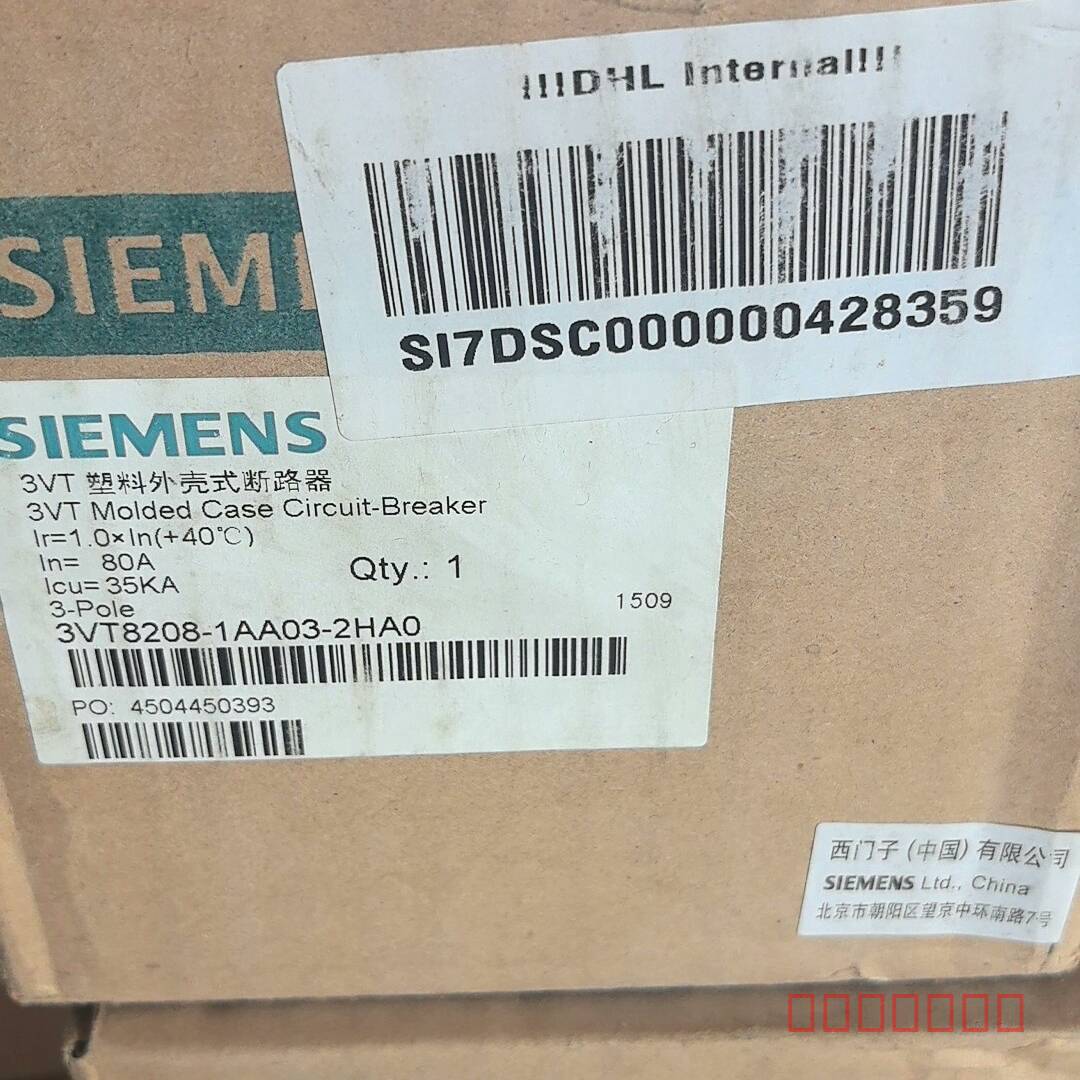 !!!DHL Internal!!!
SI7DSC000000428359
SIEM
SIEMENS
3VT 塑料外壳式断路器
3VT Molded Case Circuit-Breaker
Ir=1.0×In(+40℃)
In= 80A
Qty.: 1
Icu= 35KA
3-Pole
1509
3VT8208-1AA03-2HA0
PO: 4504450393
西门子(中国)有限公司
SIEMENS Ltd., China
北京市朝阳区望京中环南路7号